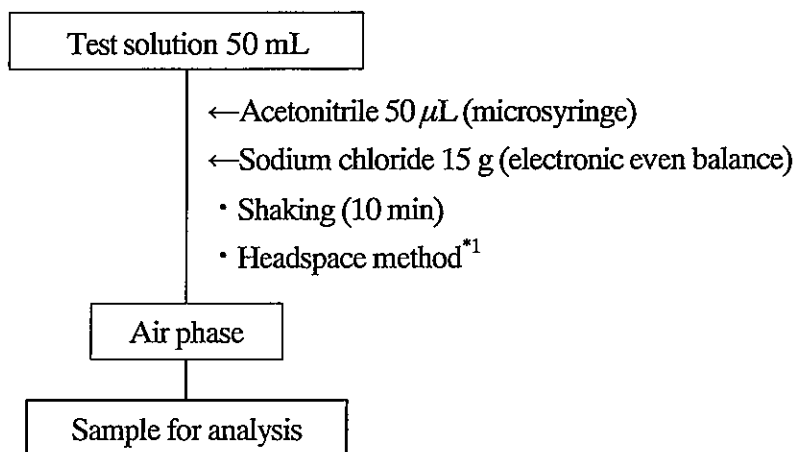 Test solution 50 mL
←Acetonitrile 50 μL (microsyringe)
←Sodium chloride 15 g (electronic even balance)
・Shaking (10 min)
・Headspace method*1
Air phase
Sample for analysis